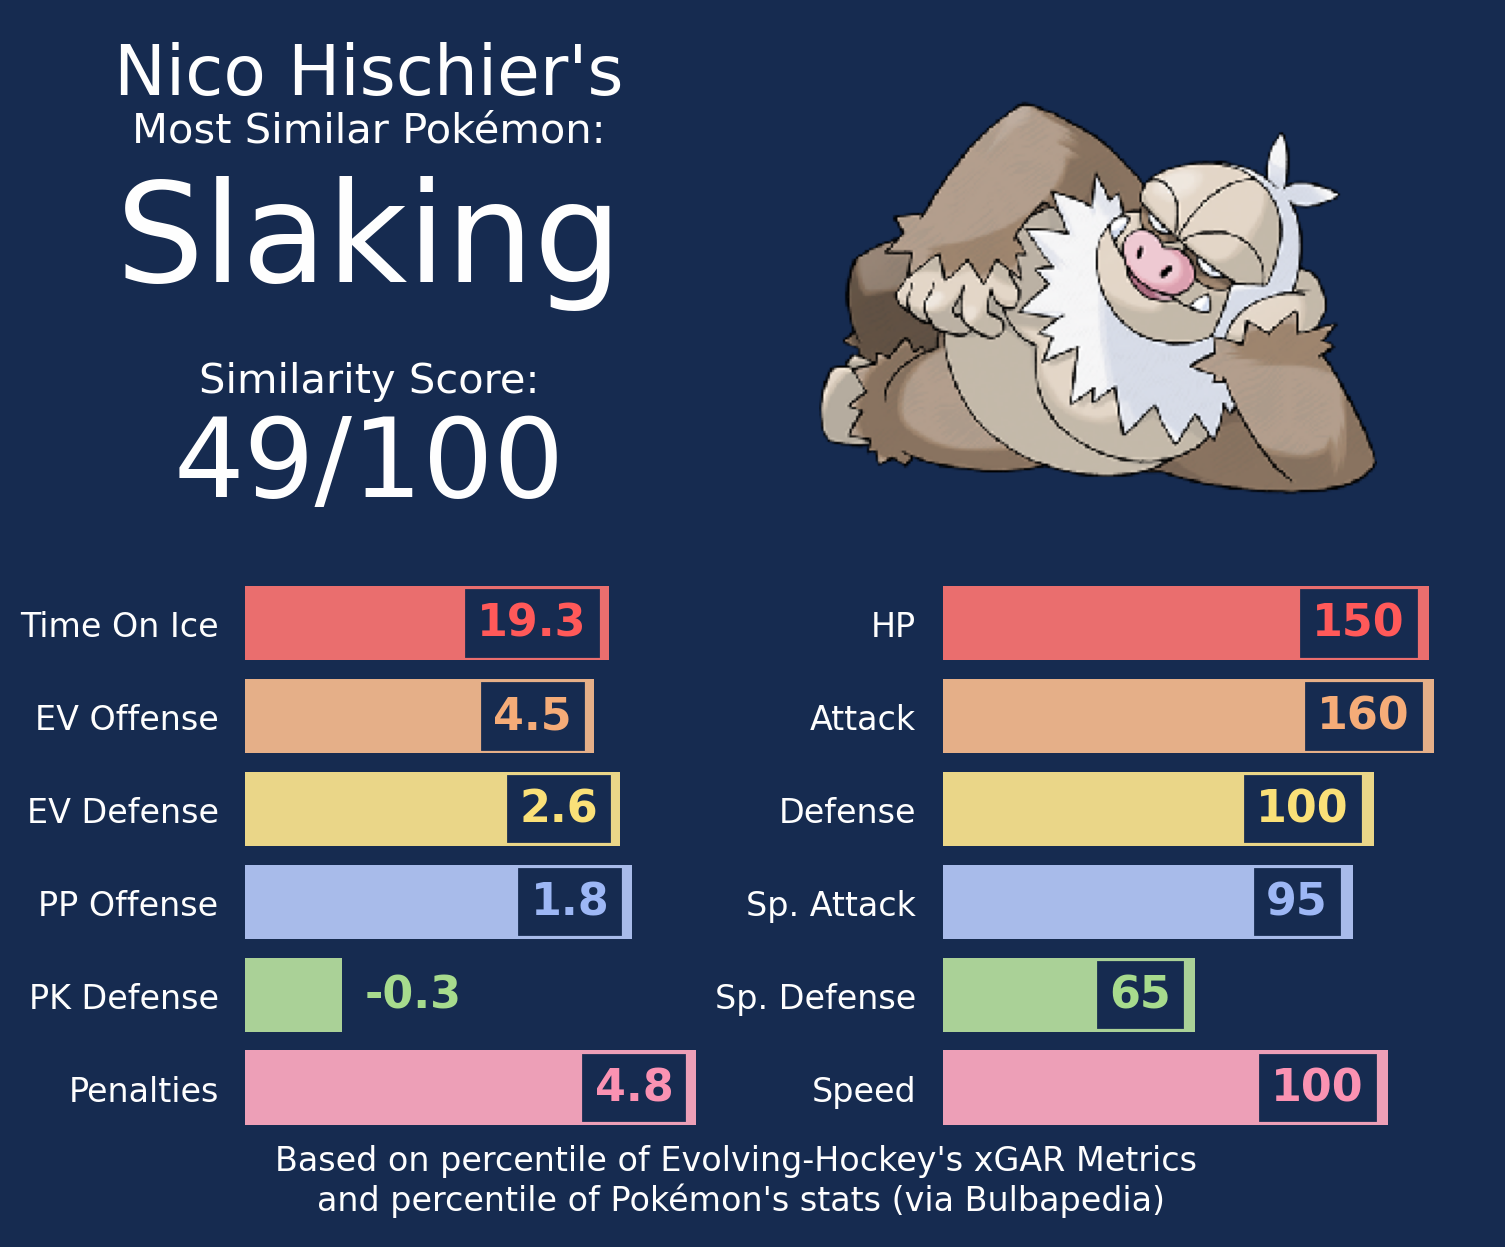 Nico Hischier's
Most Similar Pokémon:
Slaking
Similarity Score:
49/100
Time On Ice 19.3
EV Offense 4.5
EV Defense 2.6
PP Offense 1.8
PK Defense -0.3
Penalties 4.8
HP 150
Attack 160
Defense 100
Sp. Attack 95
Sp. Defense 65
Speed 100
Based on percentile of Evolving-Hockey's xGAR Metrics
and percentile of Pokémon's stats (via Bulbapedia)